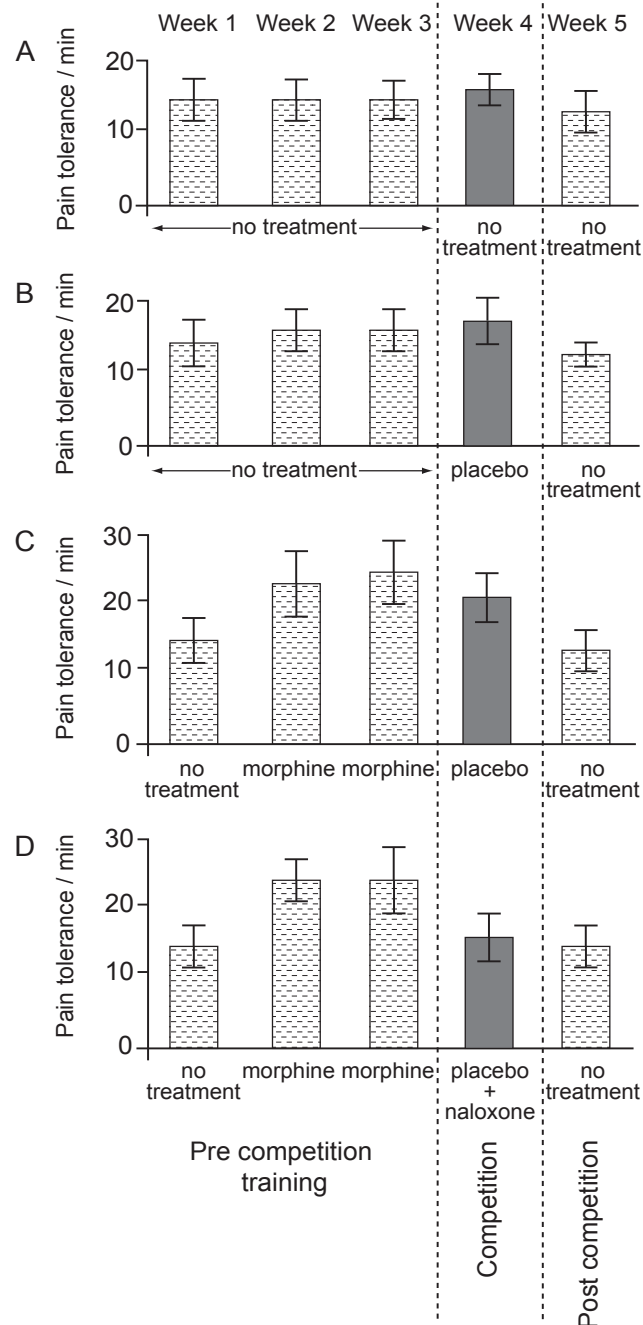 Week 1 Week 2 Week 3 Week 4 Week 5
A
Pain tolerance / min
20
10
0
no treatment
no treatment
no treatment
B
Pain tolerance / min
20
10
0
no treatment
placebo
no treatment
C
Pain tolerance / min
30
20
10
0
no treatment
morphine
morphine
placebo
no treatment
D
Pain tolerance / min
30
20
10
0
no treatment
morphine
morphine
placebo
+
naloxone
no treatment
Pre competition
training
Competition
Post competition